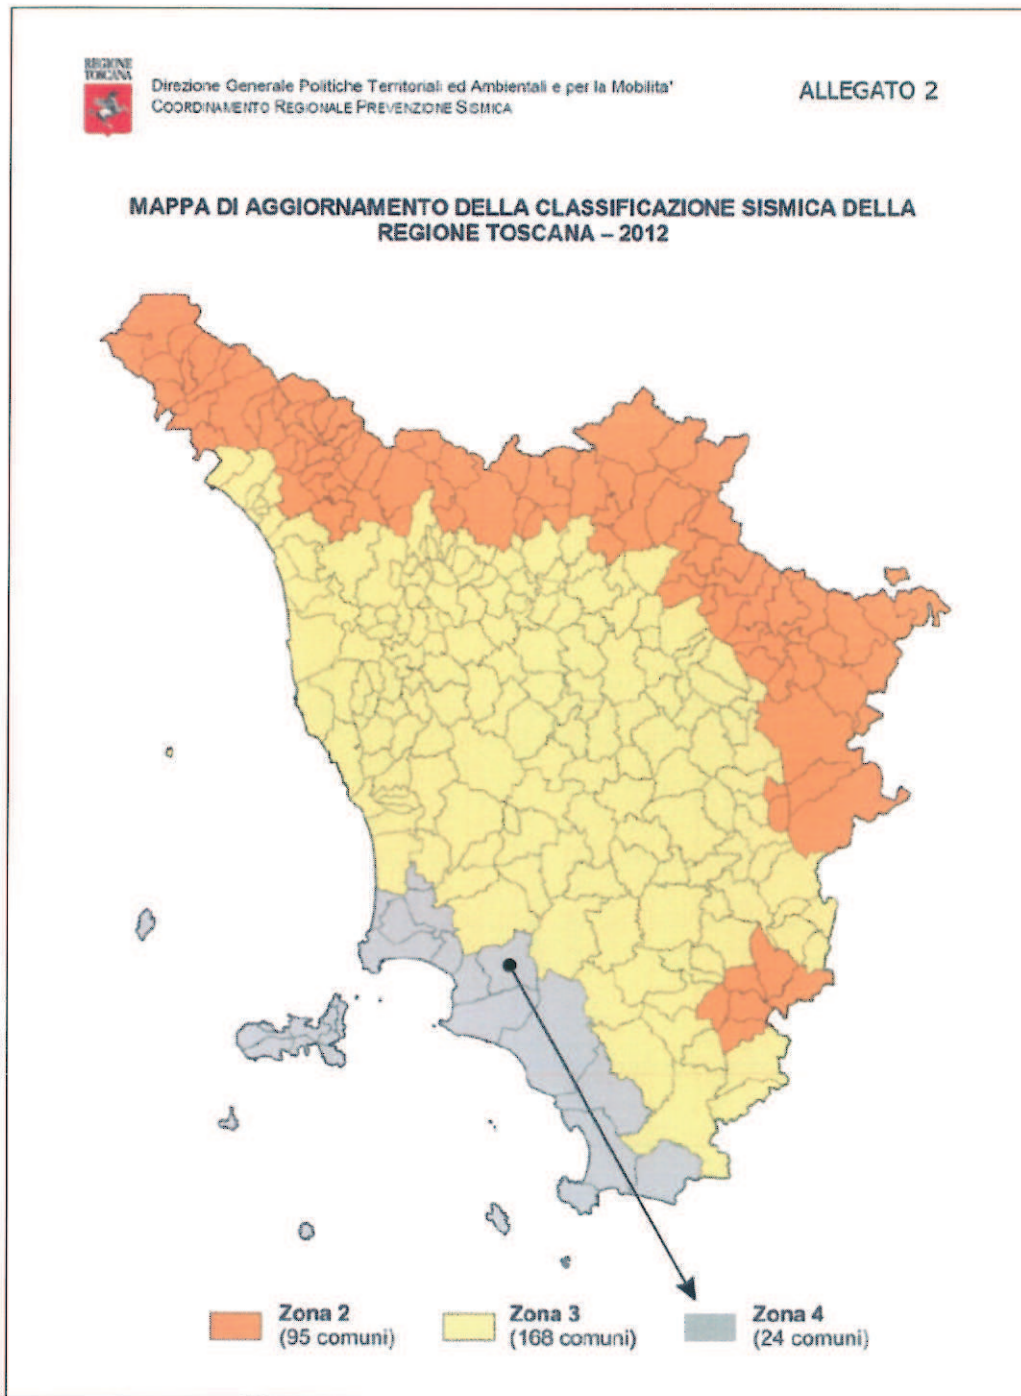 REGIONE
TOSCANA
Direzione Generale Politiche Territoriali ed Ambientali e per la Mobilita'
COORDINAMENTO REGIONALE PREVENZIONE SISMICA
ALLEGATO 2
MAPPA DI AGGIORNAMENTO DELLA CLASSIFICAZIONE SISMICA DELLA
REGIONE TOSCANA – 2012
Zona 2
(95 comuni)
Zona 3
(168 comuni)
Zona 4
(24 comuni)